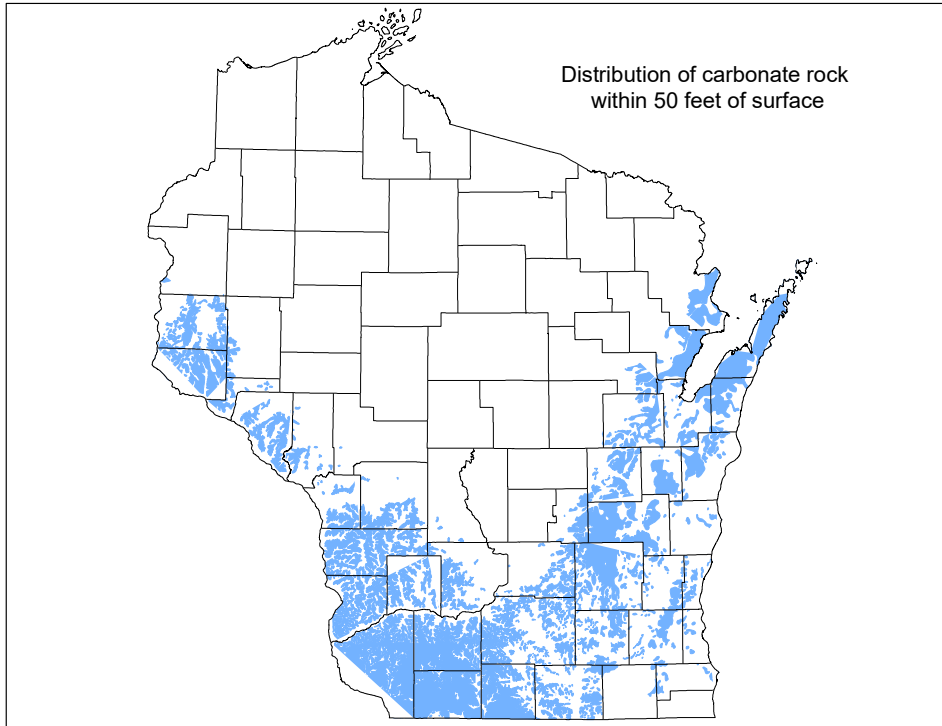 Distribution of carbonate rock
within 50 feet of surface